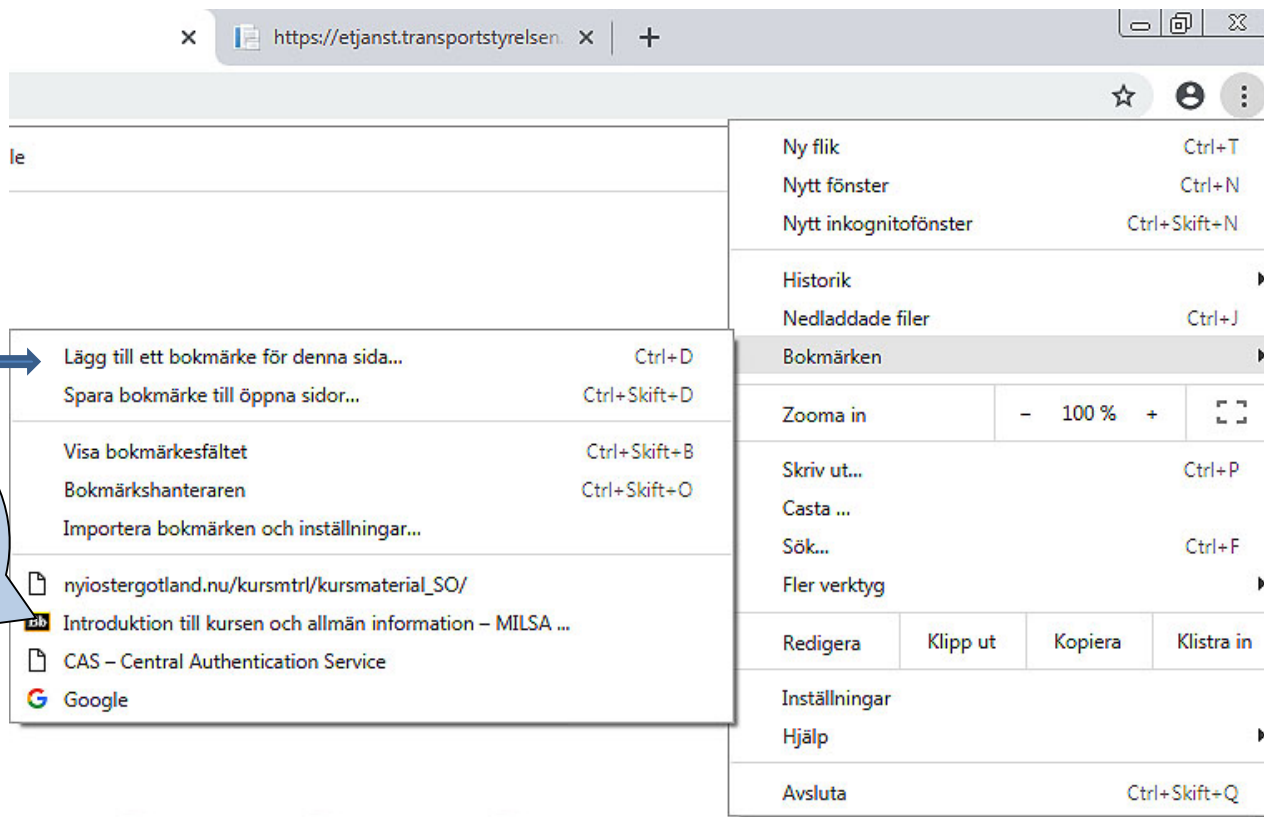 https://etjanst.transportstyrelsen.
le
Ny flik Ctrl+T
Nytt fönster Ctrl+N
Nytt inkognitofönster Ctrl+Skift+N
Historik
Nedladdade filer Ctrl+J
Bokmärken
Zooma in - 100 % +
Skriv ut... Ctrl+P
Casta ...
Sök... Ctrl+F
Fler verktyg
Redigera Klipp ut Kopiera Klistra in
Inställningar
Hjälp
Avsluta Ctrl+Skift+Q
Lägg till ett bokmärke för denna sida... Ctrl+D
Spara bokmärke till öppna sidor... Ctrl+Skift+D
Visa bokmärkesfältet Ctrl+Skift+B
Bokmärkshanteraren Ctrl+Skift+O
Importera bokmärken och inställningar...
nyiostergotland.nu/kursmtrl/kursmaterial_SO/
Bb Introduktion till kursen och allmän information – MILSA ...
CAS – Central Authentication Service
G Google